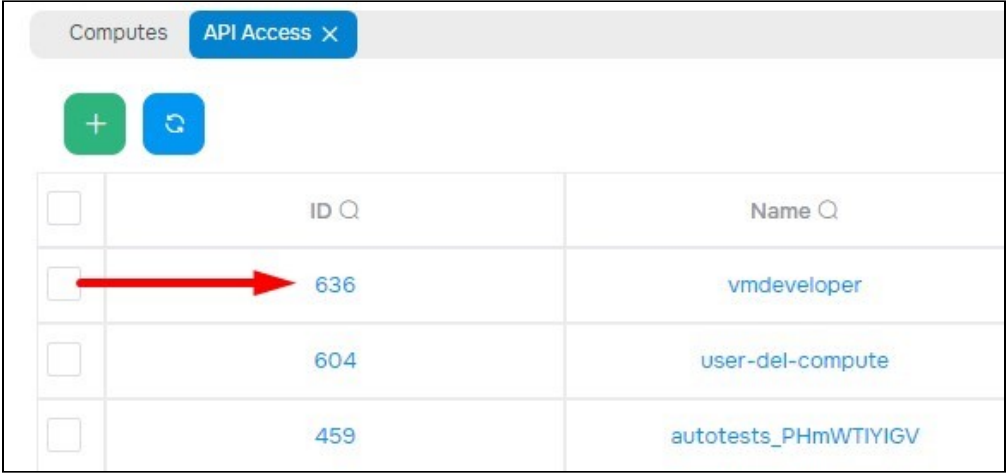 Computes API Access
ID Name
636 vmdeveloper
604 user-del-compute
459 autotests_PHmWTIYIGV